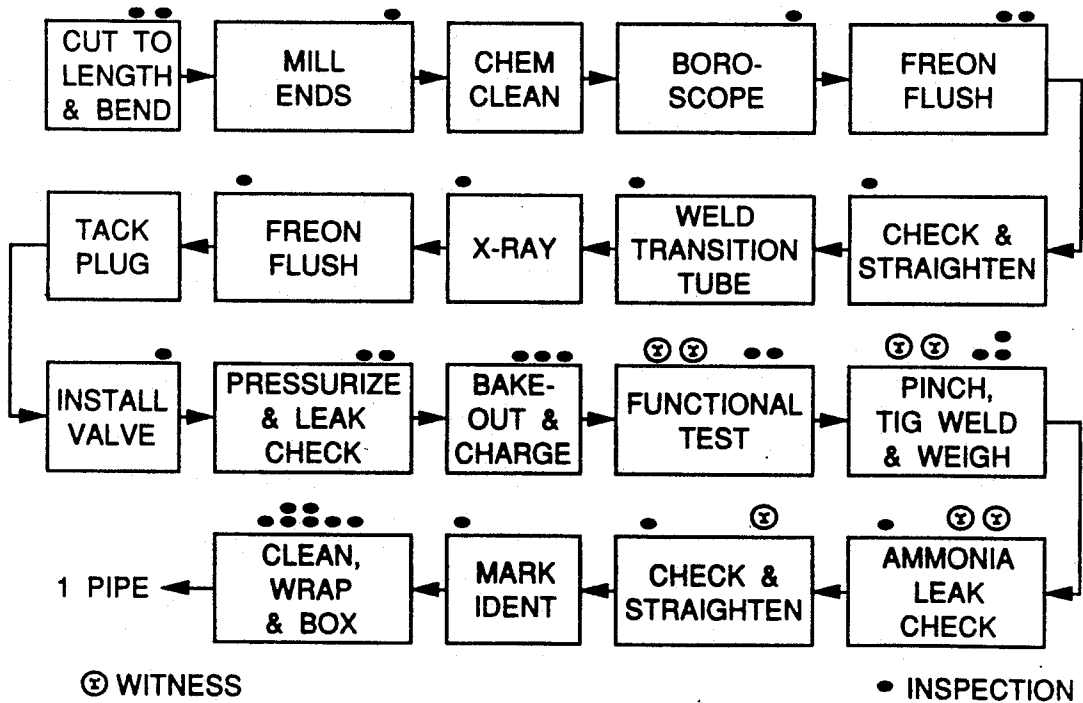 CUT TO
LENGTH
& BEND
MILL
ENDS
CHEM
CLEAN
BORO-
SCOPE
FREON
FLUSH
TACK
PLUG
FREON
FLUSH
X-RAY
WELD
TRANSITION
TUBE
CHECK &
STRAIGHTEN
INSTALL
VALVE
PRESSURIZE
& LEAK
CHECK
BAKE-
OUT &
CHARGE
FUNCTIONAL
TEST
PINCH,
TIG WELD
& WEIGH
1 PIPE
CLEAN,
WRAP
& BOX
MARK
IDENT
CHECK &
STRAIGHTEN
AMMONIA
LEAK
CHECK
WITNESS
INSPECTION